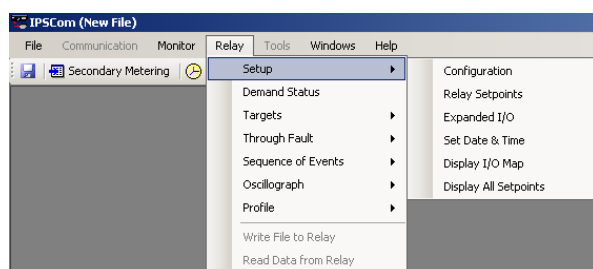 IPSCom (New File)
File Communication Monitor Relay Tools Windows Help
Secondary Metering
Setup
Demand Status
Targets
Through Fault
Sequence of Events
Oscillograph
Profile
Write File to Relay
Read Data from Relay
Configuration
Relay Setpoints
Expanded I/O
Set Date & Time
Display I/O Map
Display All Setpoints